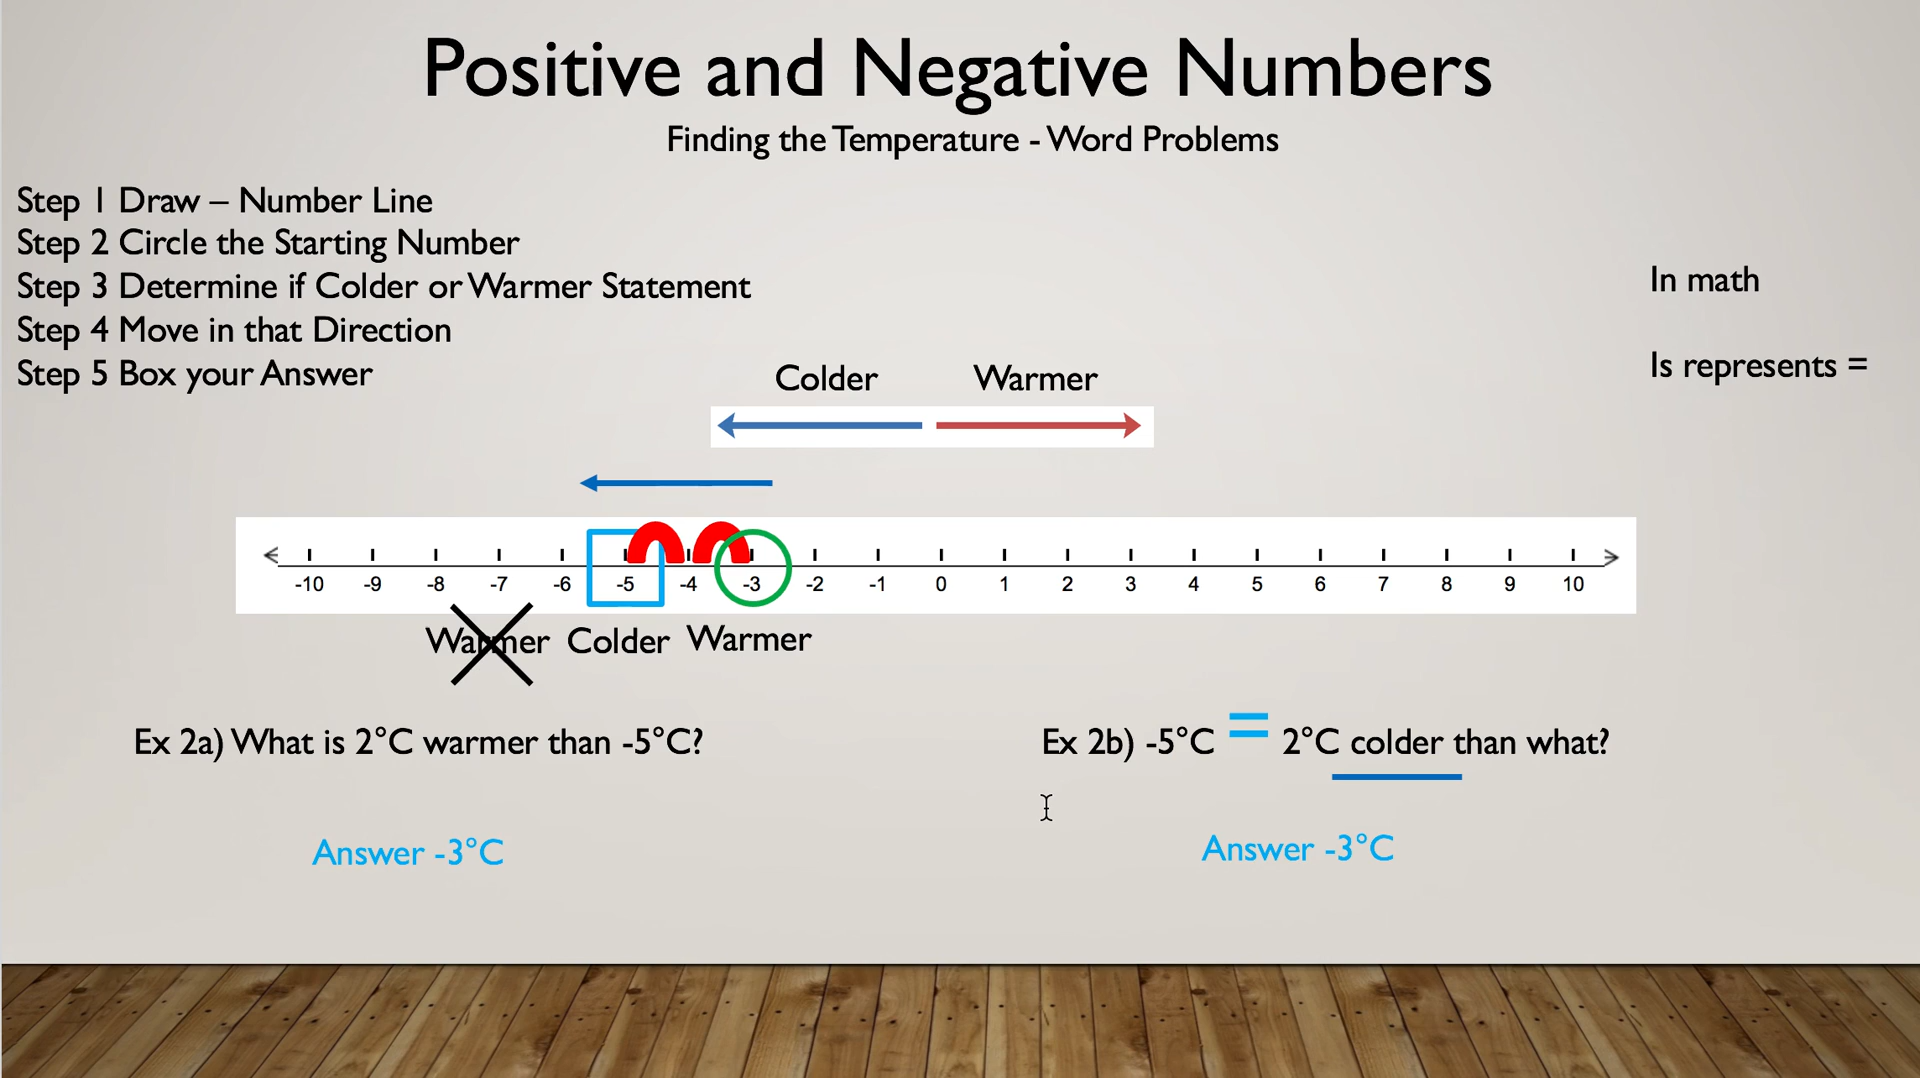 Positive and Negative Numbers
Finding the Temperature - Word Problems
Step 1 Draw – Number Line
Step 2 Circle the Starting Number
Step 3 Determine if Colder or Warmer Statement
Step 4 Move in that Direction
Step 5 Box your Answer
In math
Is represents =
Colder Warmer
-10 -9 -8 -7 -6 -5 -4 -3 -2 -1 0 1 2 3 4 5 6 7 8 9 10
Warmer Colder Warmer
Ex 2a) What is 2°C warmer than -5°C?
Ex 2b) -5°C = 2°C colder than what?
Answer -3°C
Answer -3°C